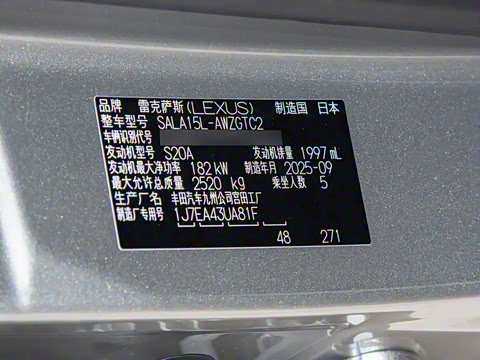 品牌 雷克萨斯(LEXUS) 制造国 日本
整车型号 SALA15L-AWZGTC2
车辆识别代号
发动机型号 S20A 发动机排量 1997 mL
发动机最大净功率 182 kW 制造年月 2025-09
最大允许总质量 2520 kg 乘坐人数 5
生产厂名 丰田汽车九州公司宫田工厂
制造厂专用号 1J7EA43UA81F
48 271